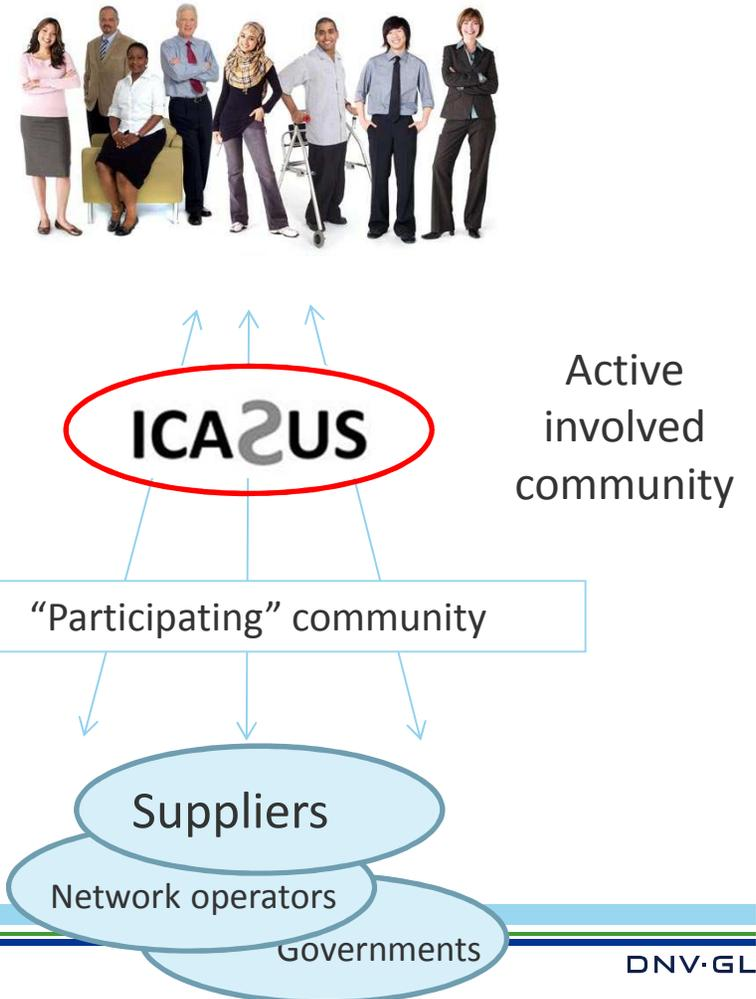 ICASUS
Active
involved
community
“Participating” community
Suppliers
Network operators
Governments
DNV·GL